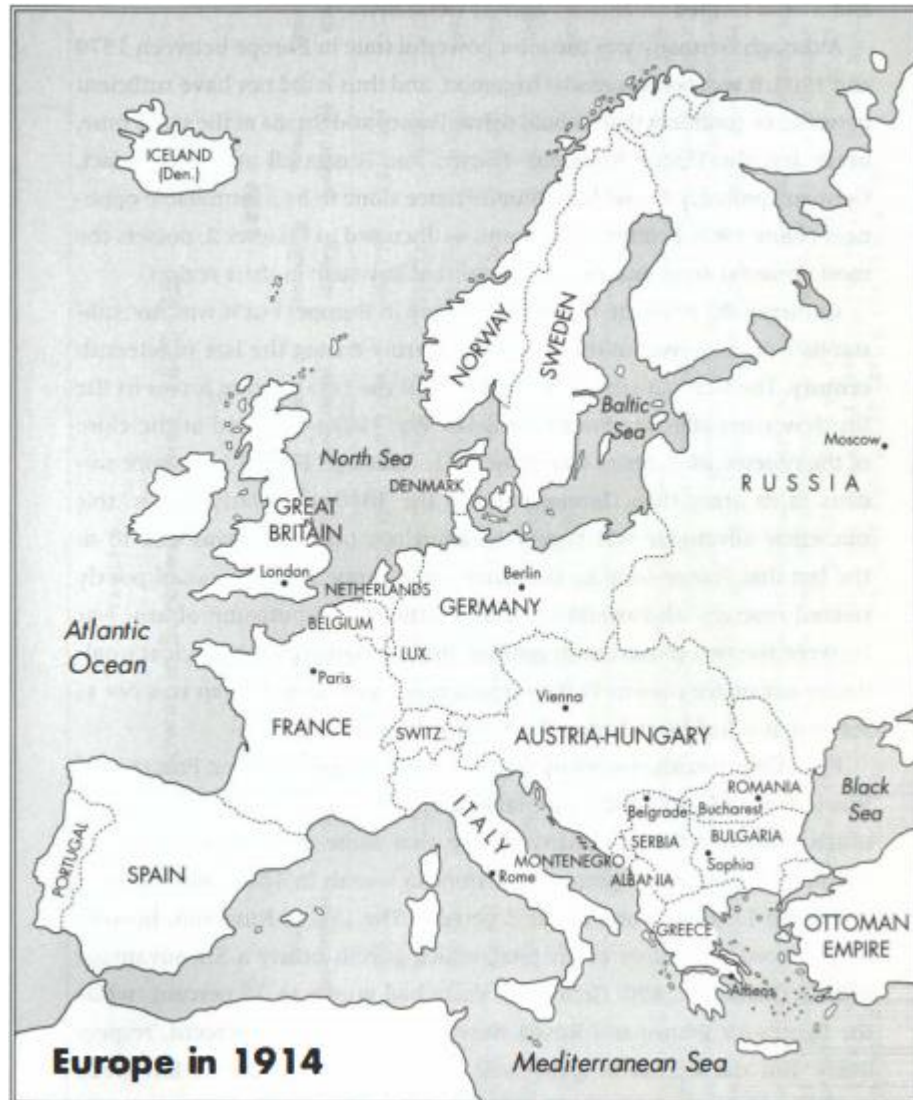 ICELAND
(Den.)
NORWAY
SWEDEN
Baltic
Sea
Moscow
RUSSIA
North Sea
DENMARK
GREAT
BRITAIN
London
NETHERLANDS
Berlin
GERMANY
BELGIUM
Atlantic
Ocean
LUX.
Paris
Vienna
FRANCE
SWITZ.
AUSTRIA-HUNGARY
ROMANIA
Black
Sea
Belgrade
Bucharest
ITALY
SERBIA
BULGARIA
PORTUGAL
SPAIN
MONTENEGRO
Sophia
Rome
ALBANIA
GREECE
OTTOMAN
EMPIRE
Athens
Europe in 1914
Mediterranean Sea